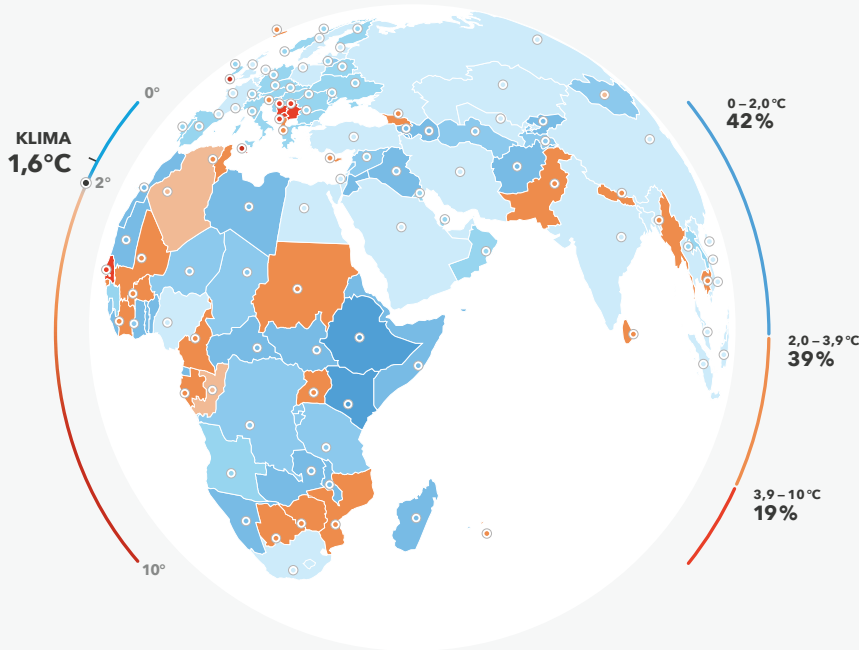 0°
KLIMA
1,6°C
2°
10°
0 – 2,0 °C
42%
2,0 – 3,9 °C
39%
3,9 – 10 °C
19%